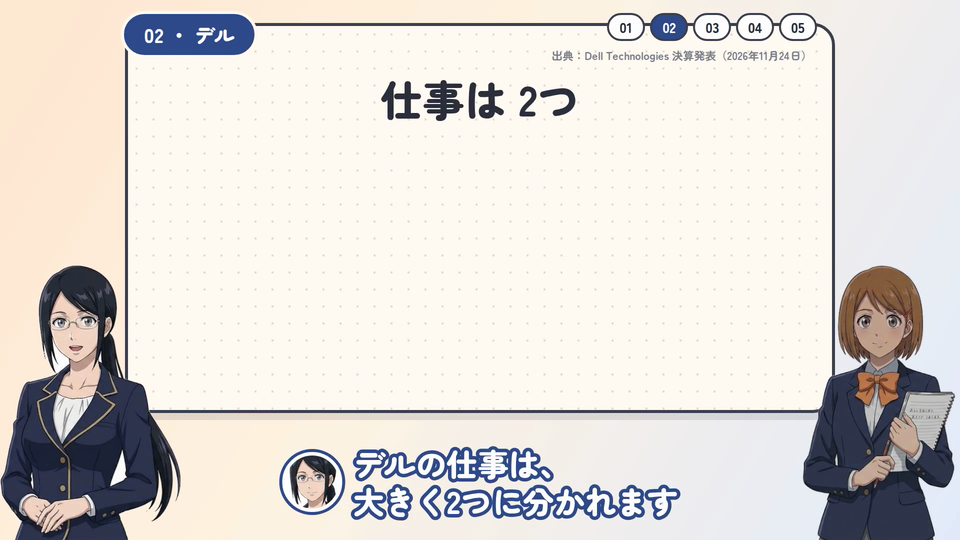 02 ・ デル
01 02 03 04 05
出典：Dell Technologies 決算発表（2026年11月24日）
仕事は 2つ
デルの仕事は、
大きく2つに分かれます